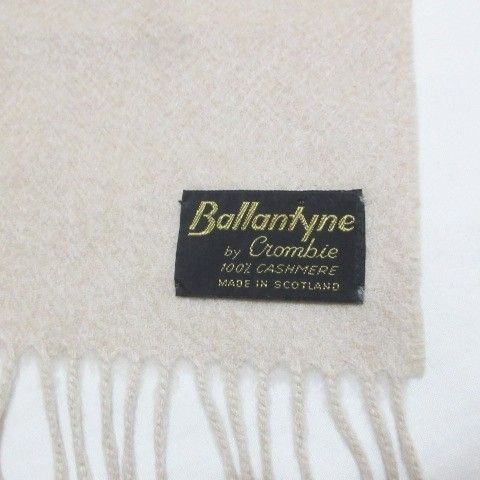 Ballantyne
by Crombie
100% CASHMERE
MADE IN SCOTLAND